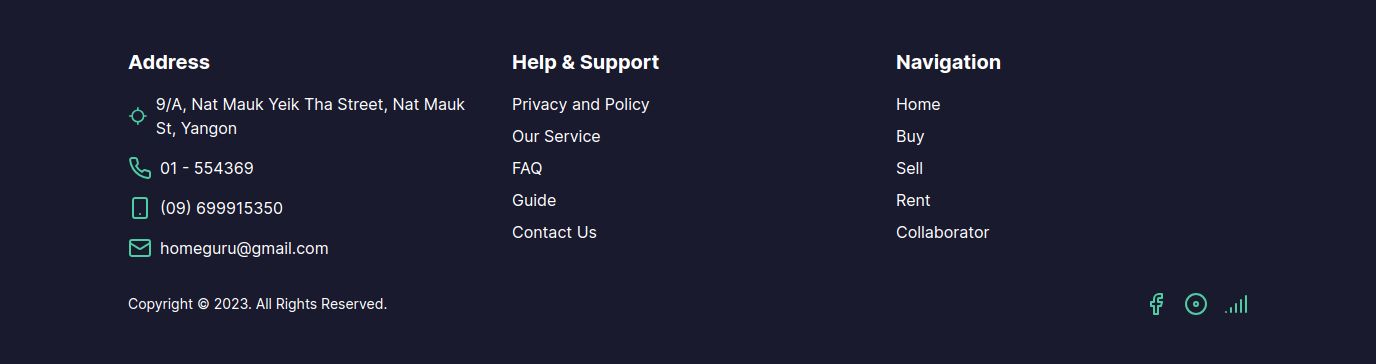 Address
9/A, Nat Mauk Yeik Tha Street, Nat Mauk
St, Yangon
01 - 554369
(09) 699915350
homeguru@gmail.com
Help & Support
Privacy and Policy
Our Service
FAQ
Guide
Contact Us
Navigation
Home
Buy
Sell
Rent
Collaborator
Copyright © 2023. All Rights Reserved.